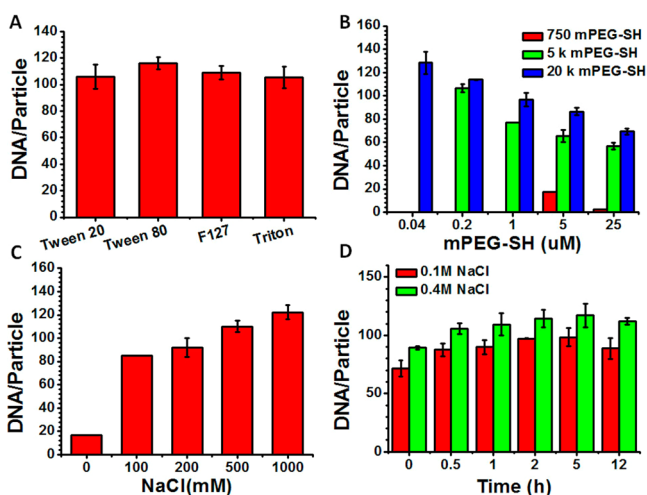 A
DNA/Particle
140
120
100
80
60
40
20
0
Tween 20
Tween 80
F127
Triton
B
DNA/Particle
160
140
120
100
80
60
40
20
0
750 mPEG-SH
5 k mPEG-SH
20 k mPEG-SH
0.04
0.2
1
5
25
mPEG-SH (uM)
C
DNA/Particle
160
140
120
100
80
60
40
20
0
0
100
200
500
1000
NaCl(mM)
D
DNA/Particle
150
100
50
0
0.1M NaCl
0.4M NaCl
0
0.5
1
2
5
12
Time (h)